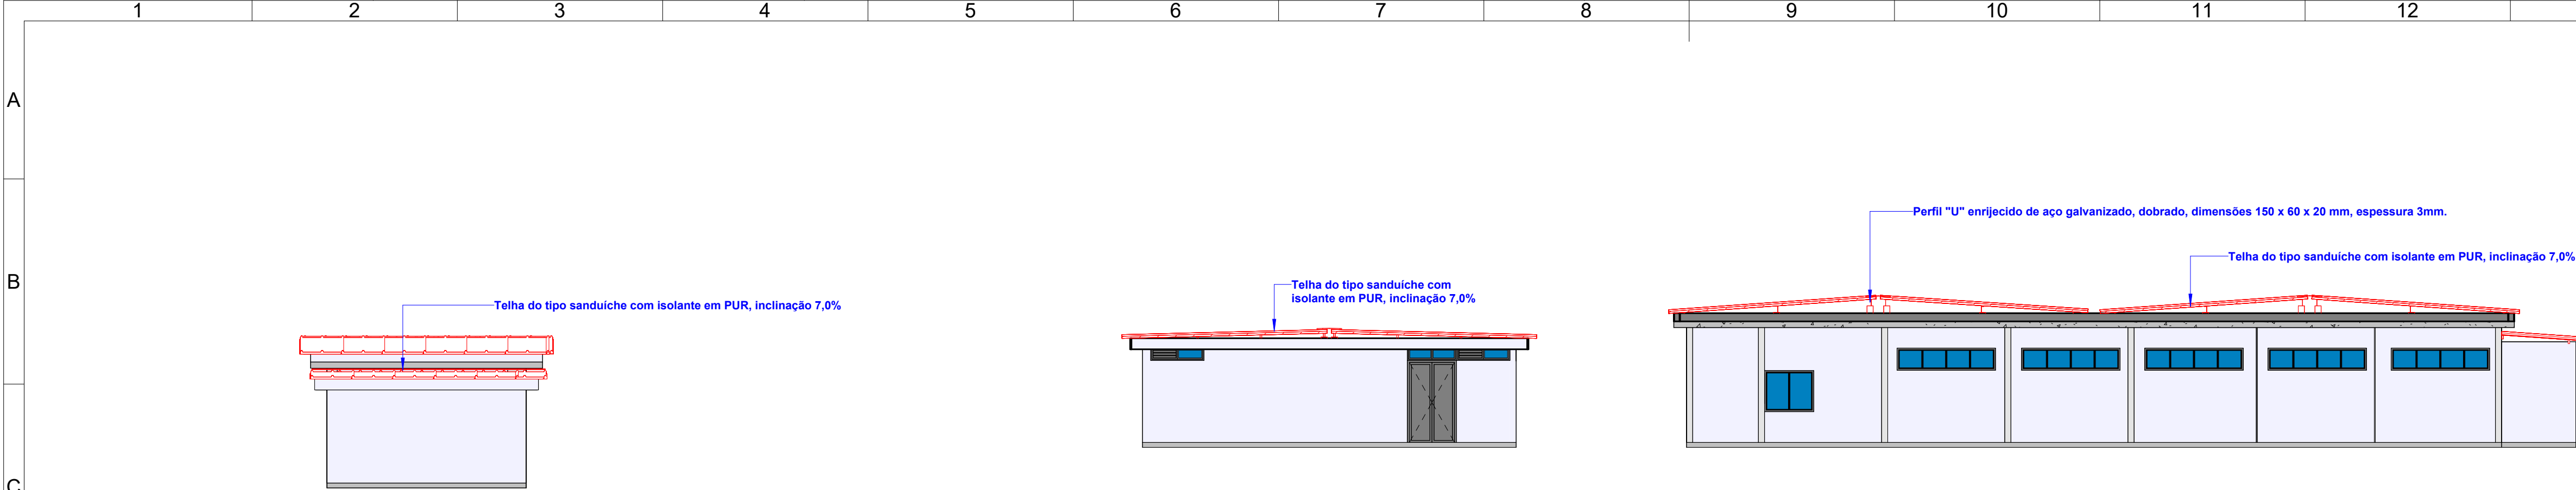 1 2 3 4 5 6 7 8 9 10 11 12
A
B
Perfil "U" enrijecido de aço galvanizado, dobrado, dimensões 150 x 60 x 20 mm, espessura 3mm.
Telha do tipo sanduíche com isolante em PUR, inclinação 7,0%
Telha do tipo sanduíche com
isolante em PUR, inclinação 7,0%
Telha do tipo sanduíche com isolante em PUR, inclinação 7,0%
C